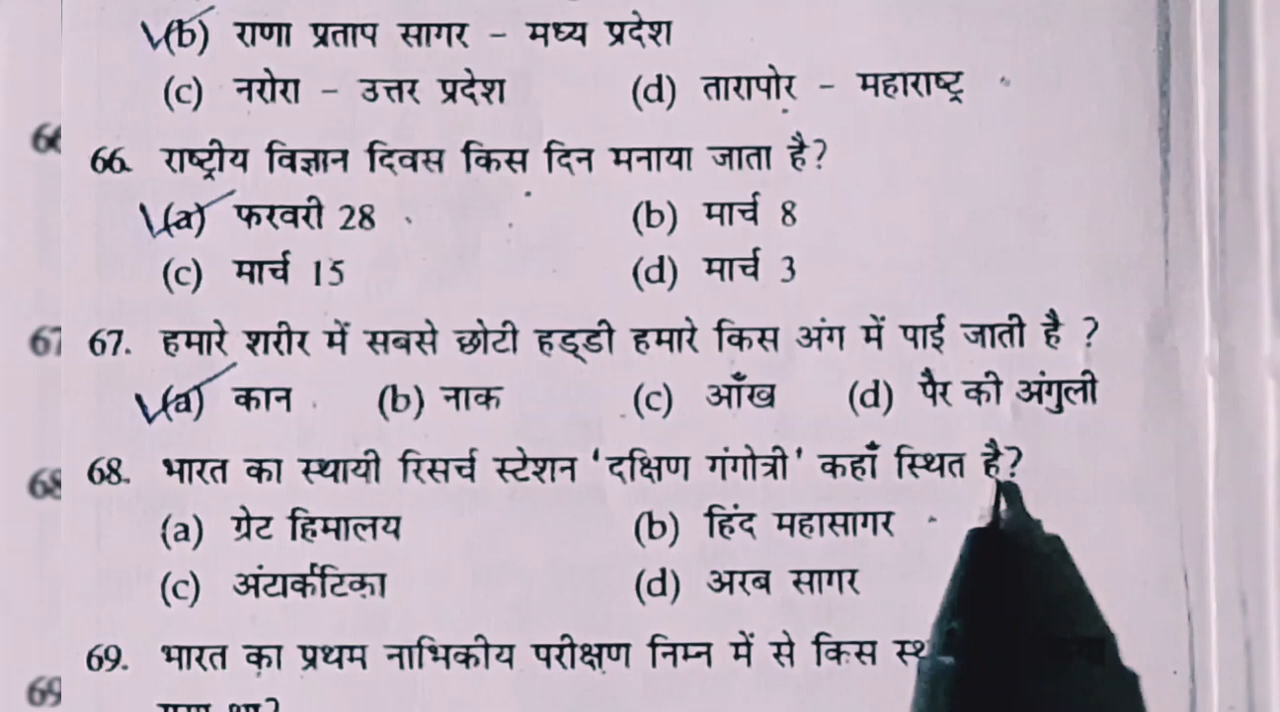 (b) राणा प्रताप सागर - मध्य प्रदेश
(c) नरोरा - उत्तर प्रदेश (d) तारापोर - महाराष्ट्र
66 66. राष्ट्रीय विज्ञान दिवस किस दिन मनाया जाता है?
(a) फरवरी 28 (b) मार्च 8
(c) मार्च 15 (d) मार्च 3
67 67. हमारे शरीर में सबसे छोटी हड्डी हमारे किस अंग में पाई जाती है ?
(a) कान (b) नाक (c) आँख (d) पैर की अंगुली
68 68. भारत का स्थायी रिसर्च स्टेशन 'दक्षिण गंगोत्री' कहाँ स्थित है?
(a) ग्रेट हिमालय (b) हिंद महासागर
(c) अंटार्कटिका (d) अरब सागर
69. भारत का प्रथम नाभिकीय परीक्षण निम्न में से किस
69